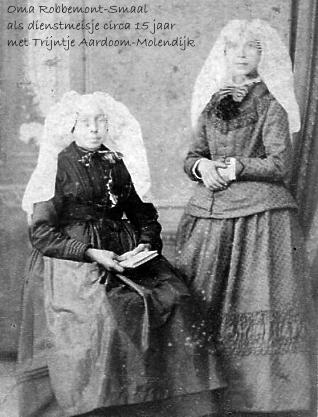 Oma Robbemont-Smaal
als dienstmeisje circa 15 jaar
met Trijntje Aardoom-Molendijk